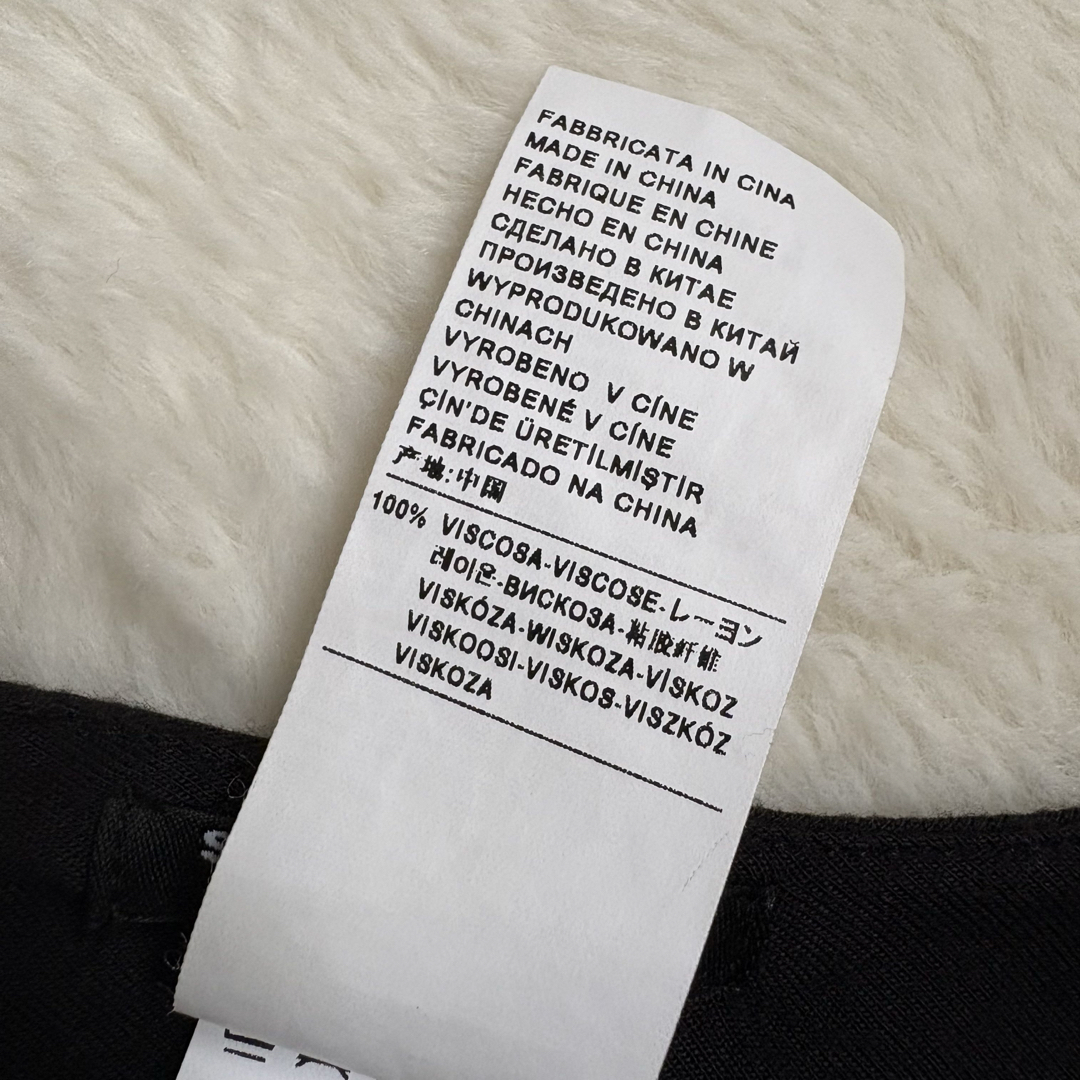 FABBRICATA IN CINA
MADE IN CHINA
FABRIQUE EN CHINE
HECHO EN CHINA
СДЕЛАНО В КИТАЕ
ПРОИЗВЕДЕНО В КИТАЙ
WYPRODUKOWANO W
CHINACH
VYROBENO V CÍNE
VYROBENÉ V CÍNE
ÇİN'DE ÜRETİLMİŞTİR
FABRICADO NA CHINA
产地:中国
100% VISCOSA-VISCOSE-レーヨン
레이온-ВИСКОЗА-粘胶纤维
VISKÓZA-WISKOZA-VİSKOZ
VISKOOSI-VISKOS-VISZKÓZ
VISKOZA